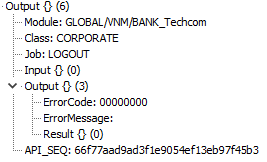 Output {} (6)
Module: GLOBAL/VNM/BANK_Techcom
Class: CORPORATE
Job: LOGOUT
Input {} (0)
Output {} (3)
ErrorCode: 00000000
ErrorMessage:
Result {} (0)
API_SEQ: 66f77aad9ad3f1e9054ef13eb97f45b3